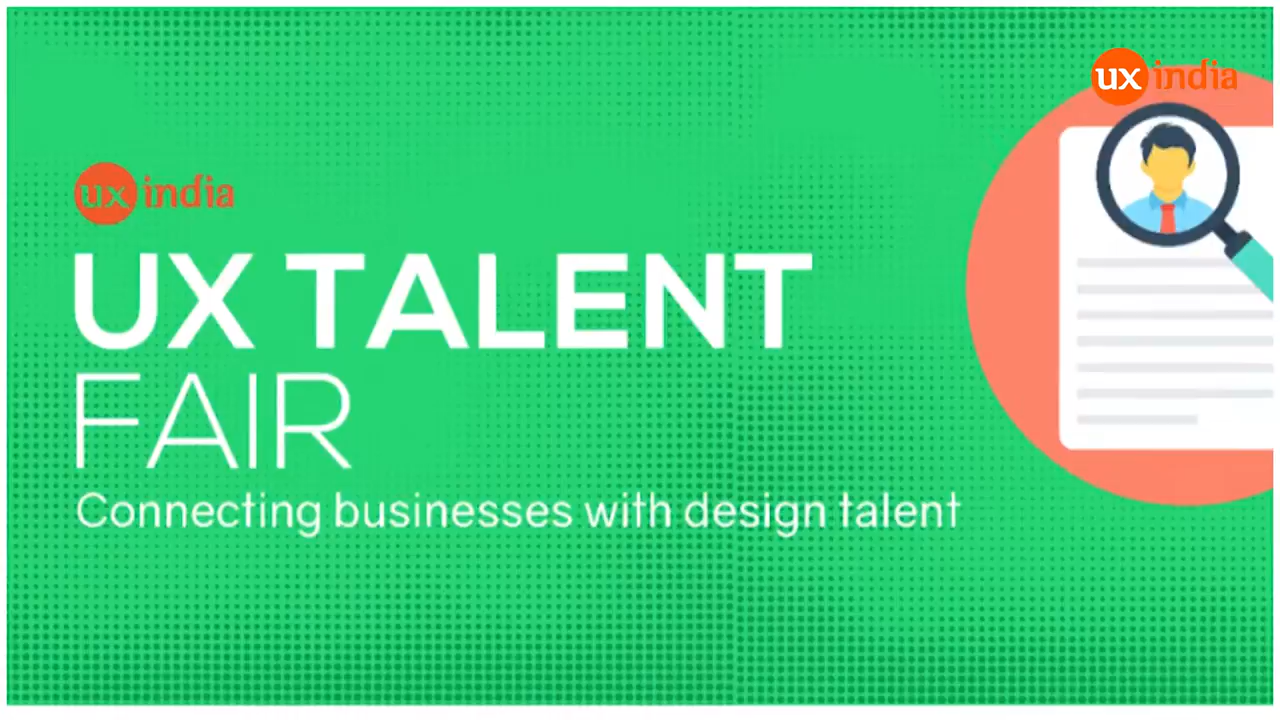 ux india
ux india
UX TALENT
FAIR
Connecting businesses with design talent